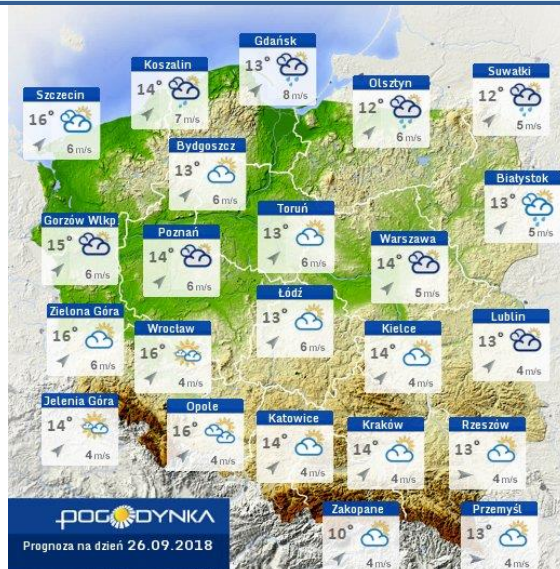 Gdańsk
13°
8 m/s
Koszalin
14°
7 m/s
Suwałki
12°
5 m/s
Olsztyn
12°
6 m/s
Szczecin
16°
6 m/s
Bydgoszcz
13°
6 m/s
Białystok
13°
5 m/s
Toruń
13°
6 m/s
Gorzów Wlkp
15°
6 m/s
Poznań
14°
6 m/s
Warszawa
14°
5 m/s
Łódź
13°
6 m/s
Zielona Góra
16°
6 m/s
Wrocław
16°
4 m/s
Kielce
14°
4 m/s
Lublin
13°
4 m/s
Jelenia Góra
14°
4 m/s
Opole
16°
4 m/s
Katowice
14°
4 m/s
Kraków
14°
4 m/s
Rzeszów
13°
4 m/s
Zakopane
10°
4 m/s
Przemyśl
13°
4 m/s
POGODYNKA
Prognoza na dzień 26.09.2018